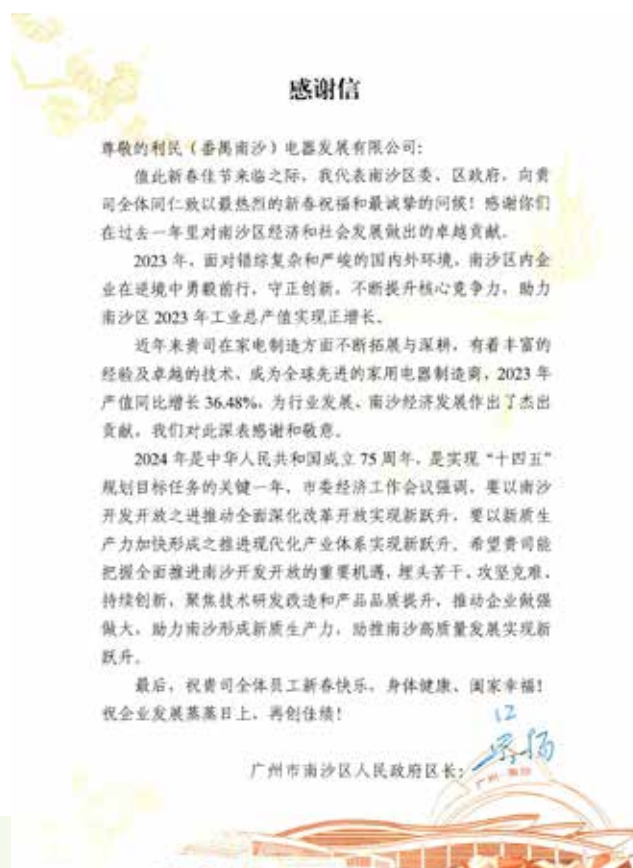 感谢信
尊敬的利民（番禺南沙）电器发展有限公司：
值此新春佳节来临之际，我代表南沙区委、区政府，向贵
司全体同仁致以最热烈的新春祝福和最诚挚的问候！感谢你们
在过去一年里对南沙区经济和社会发展做出的卓越贡献。
2023 年，面对错综复杂和严峻的国内外环境，南沙区内企
业在逆境中勇毅前行，守正创新，不断提升核心竞争力，助力
南沙区 2023 年工业总产值实现正增长。
近年来贵司在家电制造方面不断拓展与深耕，有着丰富的
经验及卓越的技术，成为全球先进的家用电器制造商，2023 年
产值同比增长 36.48%，为行业发展、南沙经济发展作出了杰出
贡献，我们对此深表感谢和敬意。
2024 年是中华人民共和国成立 75 周年，是实现“十四五”
规划目标任务的关键一年，市委经济工作会议强调，要以南沙
开发开放之进推动全面深化改革开放实现新跃升，要以新质生
产力加快形成之推进现代化产业体系实现新跃升。希望贵司能
把握全面推进南沙开发开放的重要机遇，埋头苦干、攻坚克难，
持续创新，聚焦技术研发改造和产品品质提升，推动企业做强
做大，助力南沙形成新质生产力，助推南沙高质量发展实现新
跃升。
最后，祝贵司全体员工新春快乐，身体健康、阖家幸福！
祝企业发展蒸蒸日上，再创佳绩！
广州市南沙区人民政府区长：
广州·南沙